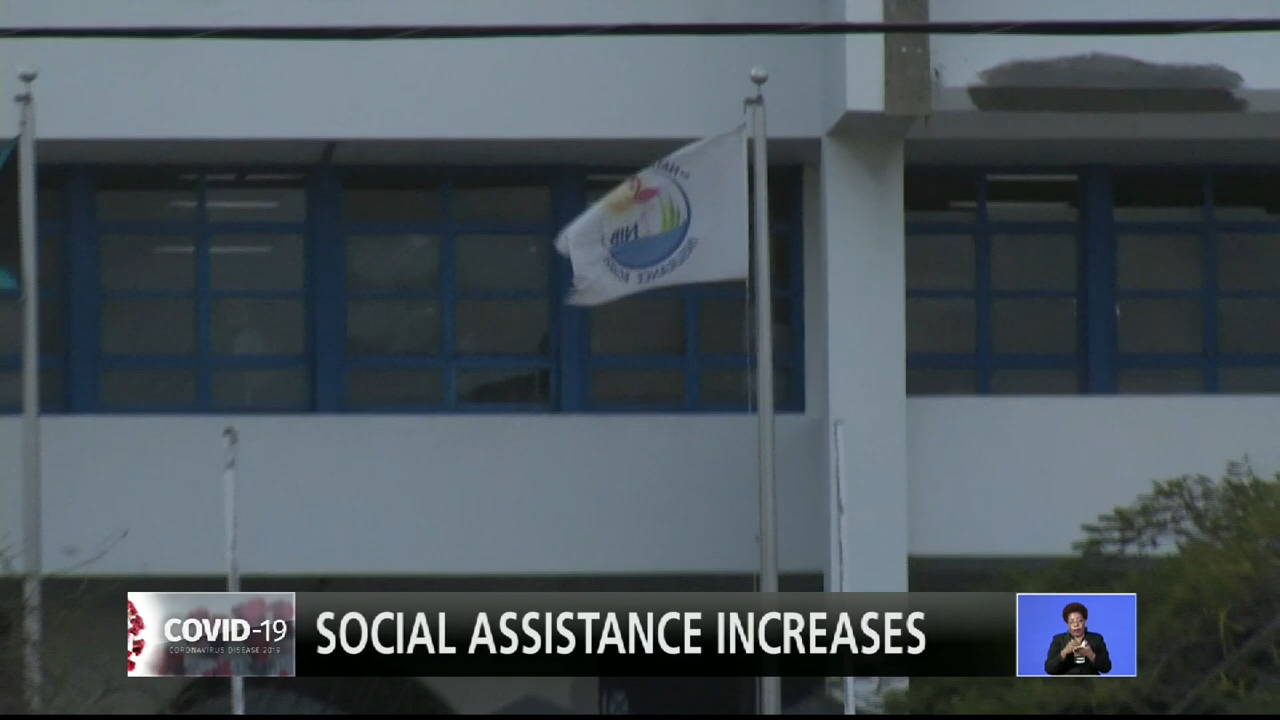 NIB
COVID-19
CORONAVIRUS DISEASE 2019
SOCIAL ASSISTANCE INCREASES